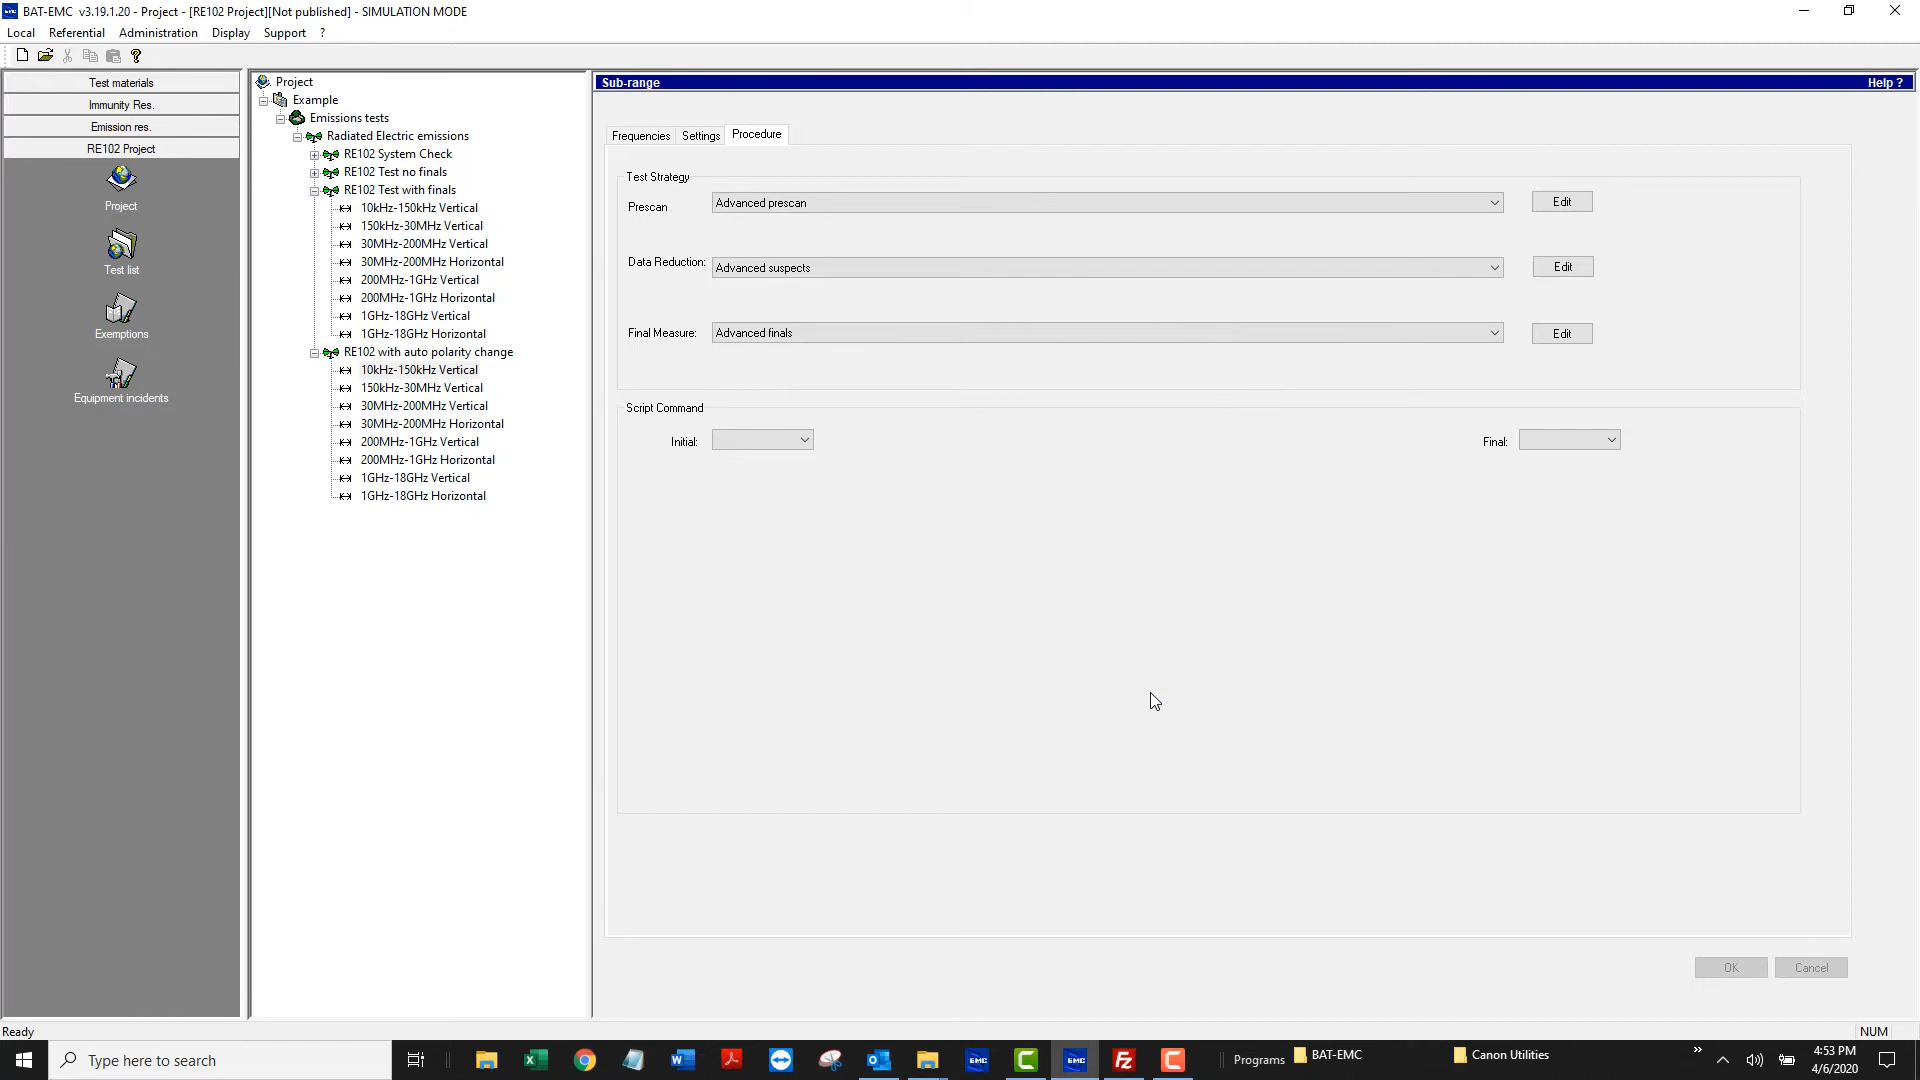 BAT-EMC v3.19.1.20 - Project - [RE102 Project][Not published] - SIMULATION MODE
Local Referential Administration Display Support ?
Test materials
Immunity Res.
Emission res.
RE102 Project
Project
Test list
Exemptions
Equipment incidents
Project
Example
Emissions tests
Radiated Electric emissions
RE102 System Check
RE102 Test no finals
RE102 Test with finals
10kHz-150kHz Vertical
150kHz-30MHz Vertical
30MHz-200MHz Vertical
30MHz-200MHz Horizontal
200MHz-1GHz Vertical
200MHz-1GHz Horizontal
1GHz-18GHz Vertical
1GHz-18GHz Horizontal
RE102 with auto polarity change
10kHz-150kHz Vertical
150kHz-30MHz Vertical
30MHz-200MHz Vertical
30MHz-200MHz Horizontal
200MHz-1GHz Vertical
200MHz-1GHz Horizontal
1GHz-18GHz Vertical
1GHz-18GHz Horizontal
Sub-range Help ?
Frequencies Settings Procedure
Test Strategy
Prescan Advanced prescan Edit
Data Reduction: Advanced suspects Edit
Final Measure: Advanced finals Edit
Script Command
Initial: Final:
OK Cancel
Ready NUM
Type here to search
EMC
EMC
Programs BAT-EMC Canon Utilities
4:53 PM
4/6/2020